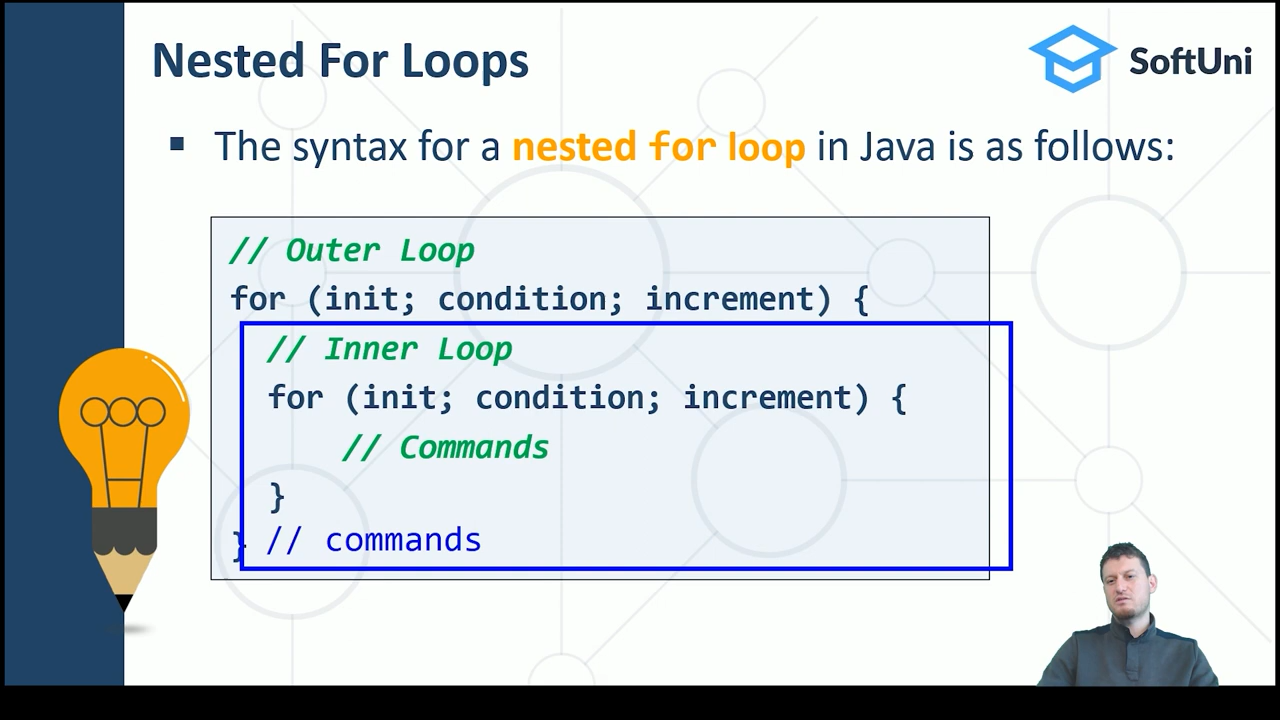 Nested For Loops
SoftUni
The syntax for a nested for loop in Java is as follows:
// Outer Loop
for (init; condition; increment) {
// Inner Loop
for (init; condition; increment) {
// Commands
}
} // commands